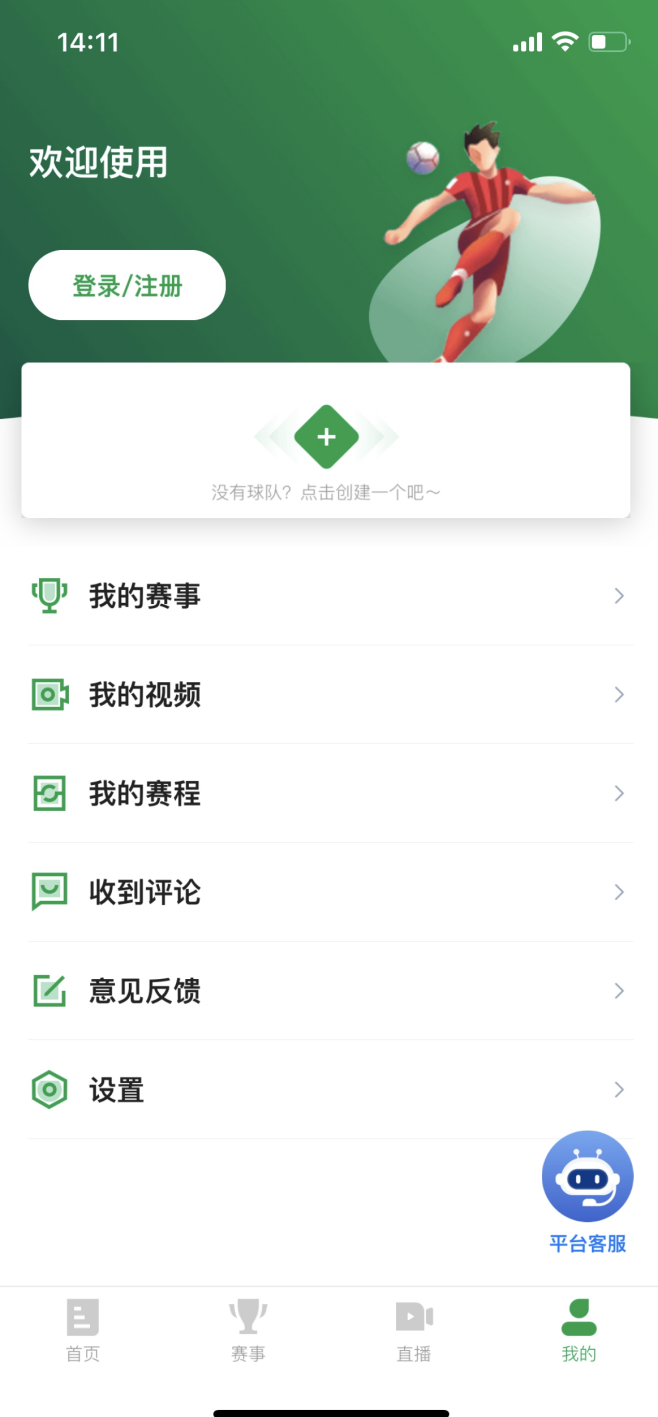 14:11
欢迎使用
登录/注册
没有球队？点击创建一个吧～
我的赛事
我的视频
我的赛程
收到评论
意见反馈
设置
平台客服
首页
赛事
直播
我的